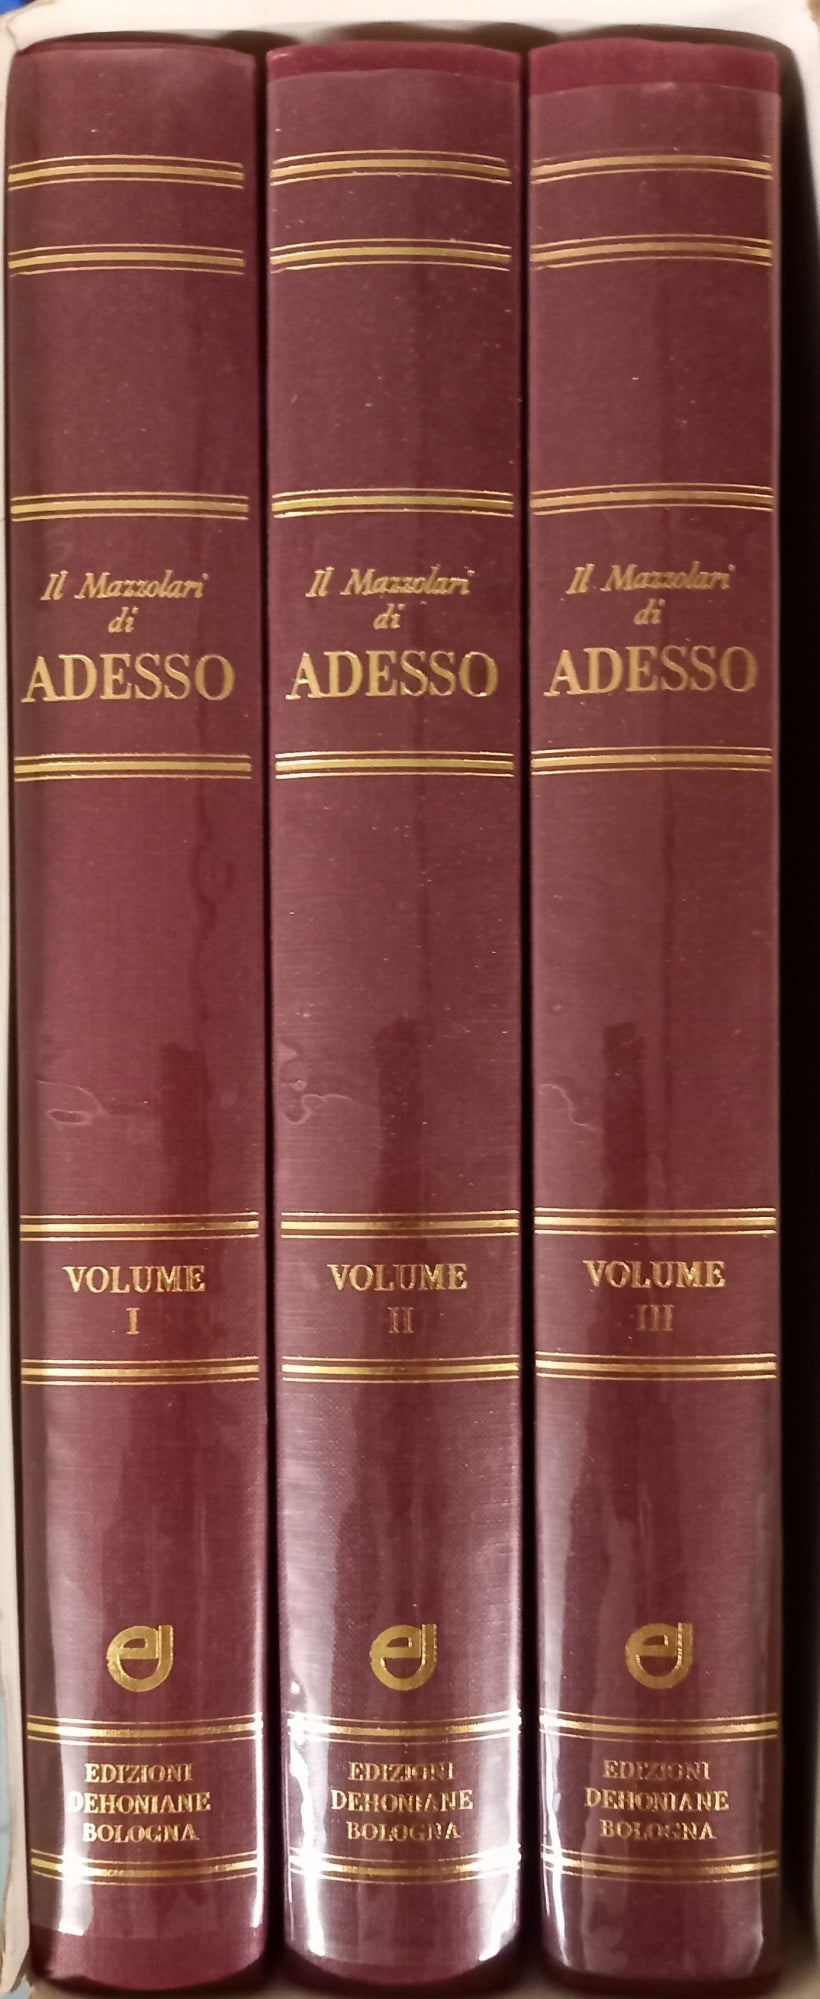 Il Mazzolari
di
ADESSO
VOLUME
I
EDIZIONI
DEHONIANE
BOLOGNA
Il Mazzolari
di
ADESSO
VOLUME
II
EDIZIONI
DEHONIANE
BOLOGNA
Il Mazzolari
di
ADESSO
VOLUME
III
EDIZIONI
DEHONIANE
BOLOGNA